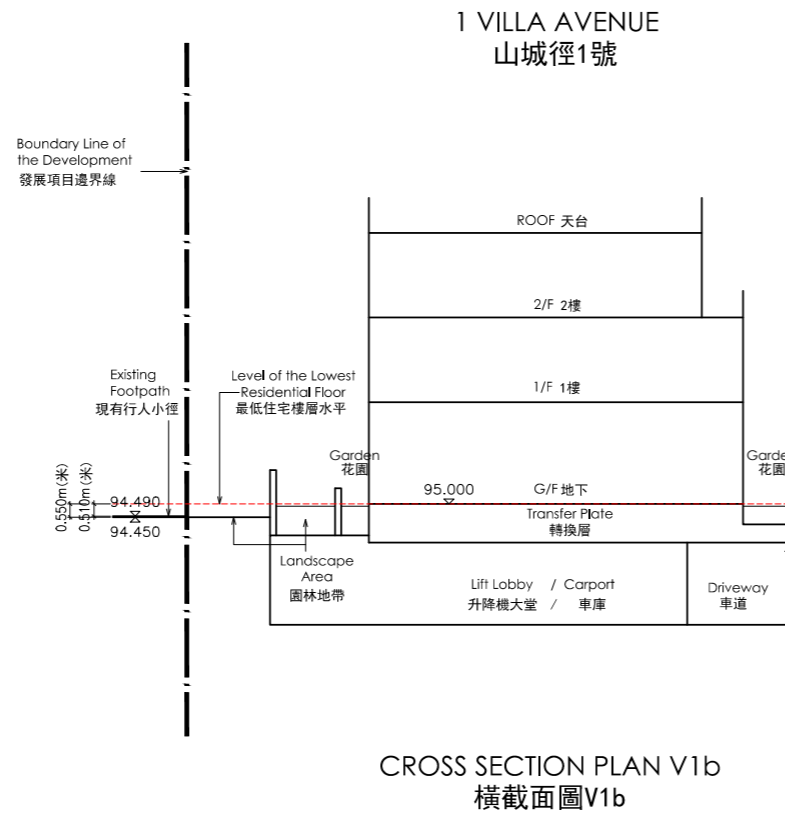 1 VILLA AVENUE
山城徑1號
Boundary Line of
the Development
發展項目邊界線
ROOF 天台
2/F 2樓
Existing
Footpath
現有行人小徑
Level of the Lowest
Residential Floor
最低住宅樓層水平
1/F 1樓
Garden
花園
Garde
花園
0.550m(米)
0.510m(米)
94.490
94.450
95.000
G/F 地下
Transfer Plate
轉換層
Landscape
Area
園林地帶
Lift Lobby / Carport
升降機大堂 / 車庫
Driveway
車道
CROSS SECTION PLAN V1b
橫截面圖V1b